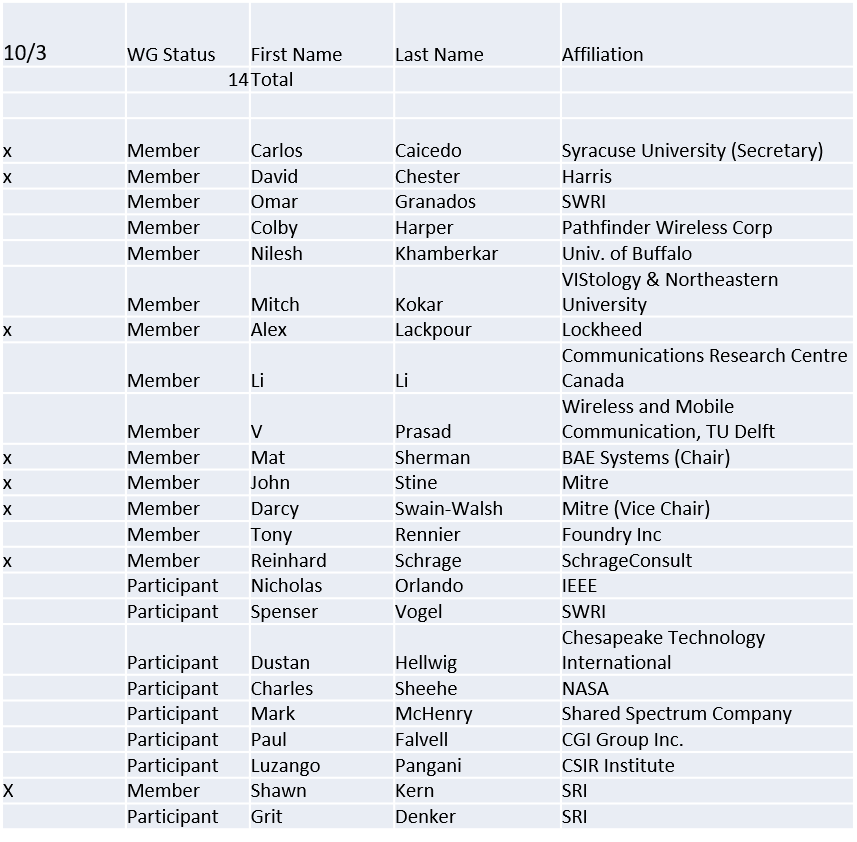 10/3 WG Status First Name Last Name Affiliation
14 Total
x Member Carlos Caicedo Syracuse University (Secretary)
x Member David Chester Harris
Member Omar Granados SWRI
Member Colby Harper Pathfinder Wireless Corp
Member Nilesh Khamberkar Univ. of Buffalo
VIStology & Northeastern
Member Mitch Kokar University
x Member Alex Lackpour Lockheed
Communications Research Centre
Member Li Li Canada
Wireless and Mobile
Member V Prasad Communication, TU Delft
x Member Mat Sherman BAE Systems (Chair)
x Member John Stine Mitre
x Member Darcy Swain-Walsh Mitre (Vice Chair)
Member Tony Rennier Foundry Inc
x Member Reinhard Schrage SchrageConsult
Participant Nicholas Orlando IEEE
Participant Spenser Vogel SWRI
Chesapeake Technology
Participant Dustan Hellwig International
Participant Charles Sheehe NASA
Participant Mark McHenry Shared Spectrum Company
Participant Paul Falvell CGI Group Inc.
Participant Luzango Pangani CSIR Institute
X Member Shawn Kern SRI
Participant Grit Denker SRI